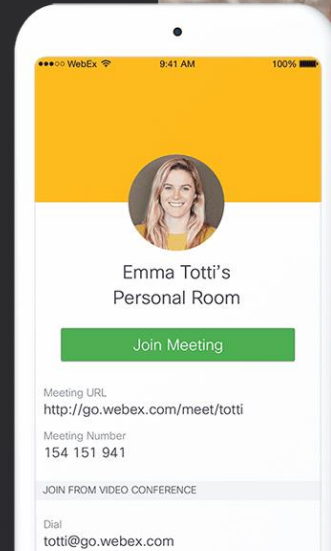 WebEx
9:41 AM
100%
Emma Totti's
Personal Room
Join Meeting
Meeting URL
http://go.webex.com/meet/totti
Meeting Number
154 151 941
JOIN FROM VIDEO CONFERENCE
Dial
totti@go.webex.com